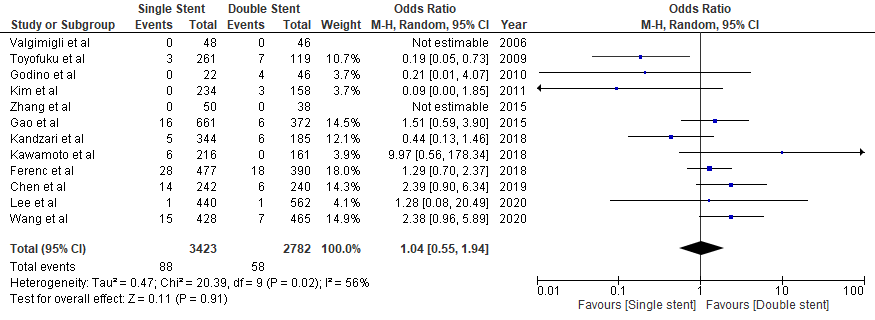 Single Stent Double Stent Odds Ratio Odds Ratio
Study or Subgroup Events Total Events Total Weight M-H, Random, 95% CI Year M-H, Random, 95% CI
Valgimigli et al 0 48 0 46 Not estimable 2006
Toyofuku et al 3 261 7 119 10.7% 0.19 [0.05, 0.73] 2009
Godino et al 0 22 4 46 3.7% 0.21 [0.01, 4.07] 2010
Kim et al 0 234 3 158 3.7% 0.09 [0.00, 1.85] 2011
Zhang et al 0 50 0 38 Not estimable 2015
Gao et al 16 661 6 372 14.5% 1.51 [0.59, 3.90] 2015
Kandzari et al 5 344 6 185 12.1% 0.44 [0.13, 1.46] 2018
Kawamoto et al 6 216 0 161 3.9% 9.97 [0.56, 178.34] 2018
Ferenc et al 28 477 18 390 18.0% 1.29 [0.70, 2.37] 2018
Chen et al 14 242 6 240 14.3% 2.39 [0.90, 6.34] 2019
Lee et al 1 440 1 562 4.1% 1.28 [0.08, 20.49] 2020
Wang et al 15 428 7 465 14.9% 2.38 [0.96, 5.89] 2020
Total (95% CI) 3423 2782 100.0% 1.04 [0.55, 1.94]
Total events 88 58
Heterogeneity: Tau² = 0.47; Chi² = 20.39, df = 9 (P = 0.02); I² = 56%
Test for overall effect: Z = 0.11 (P = 0.91)
0.01 0.1 1 10 100
Favours [Single stent] Favours [Double stent]